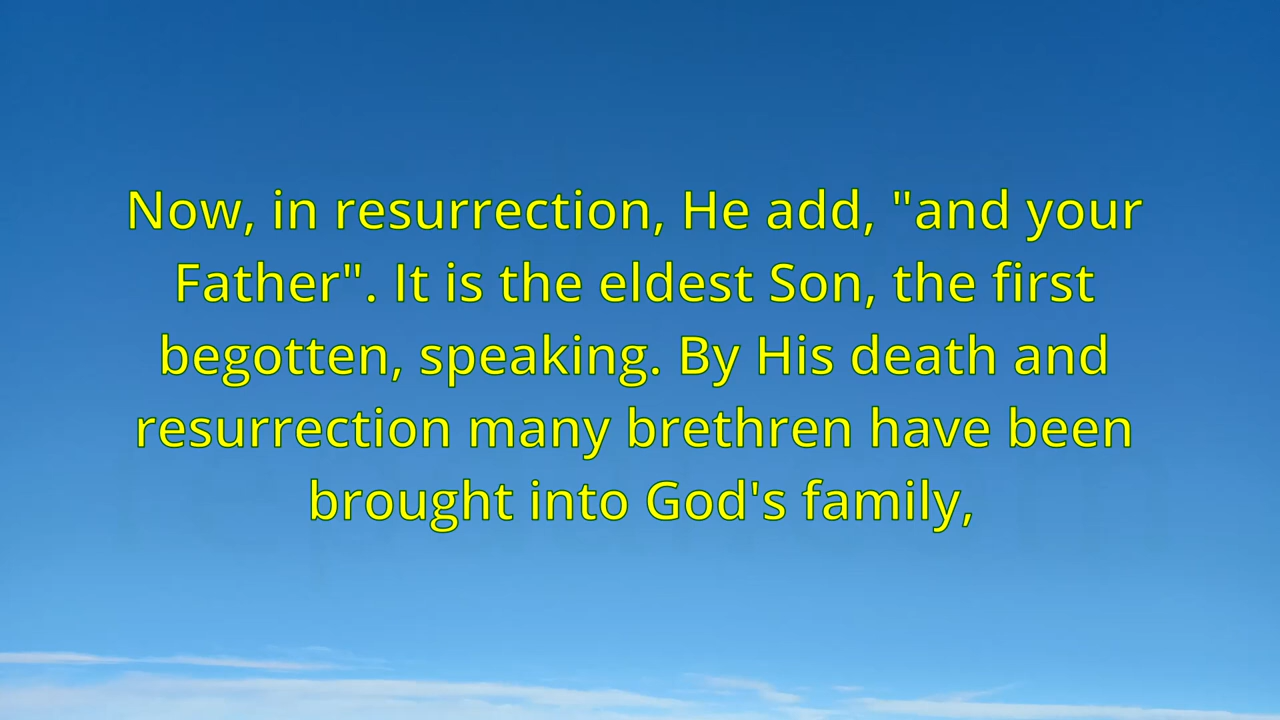 Now, in resurrection, He add, "and your
Father". It is the eldest Son, the first
begotten, speaking. By His death and
resurrection many brethren have been
brought into God's family,